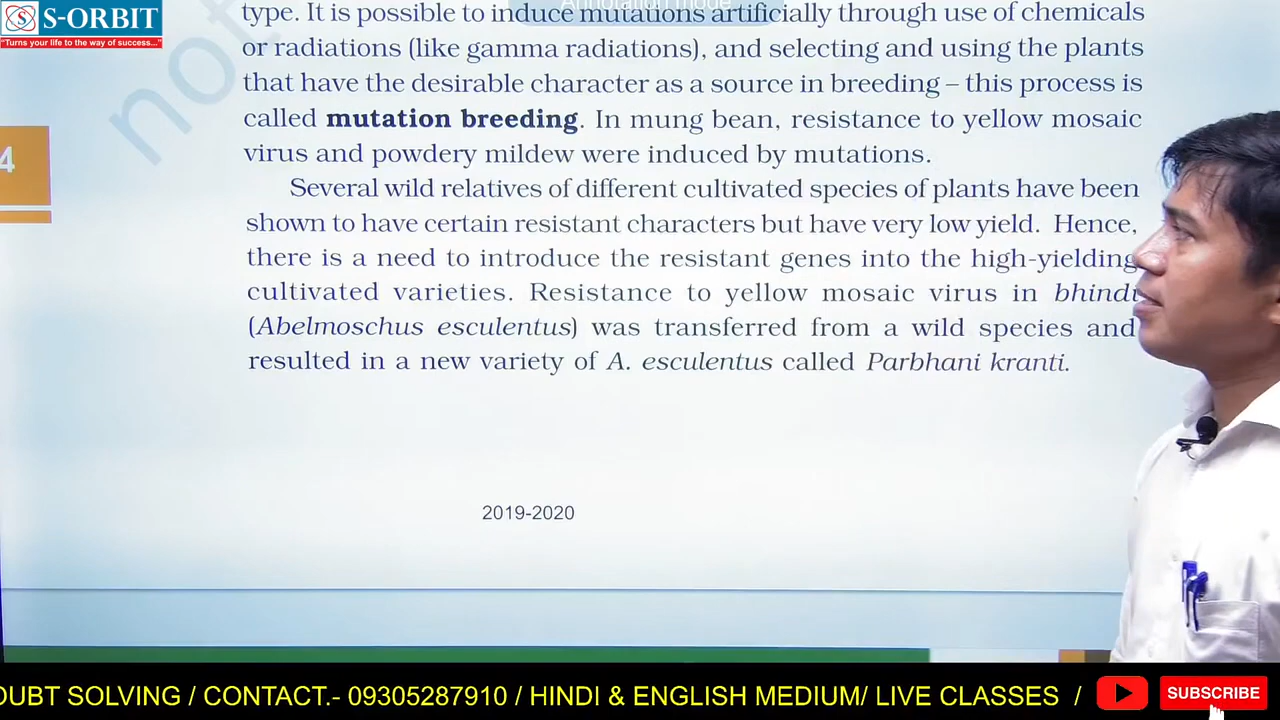 S-ORBIT
"Turns your life to the way of success..."
Annotation mode
type. It is possible to induce mutations artificially through use of chemicals
or radiations (like gamma radiations), and selecting and using the plants
that have the desirable character as a source in breeding – this process is
called mutation breeding. In mung bean, resistance to yellow mosaic
virus and powdery mildew were induced by mutations.
Several wild relatives of different cultivated species of plants have been
shown to have certain resistant characters but have very low yield. Hence,
there is a need to introduce the resistant genes into the high-yielding
cultivated varieties. Resistance to yellow mosaic virus in bhindi
(Abelmoschus esculentus) was transferred from a wild species and
resulted in a new variety of A. esculentus called Parbhani kranti.
4
not
2019-2020
OUBT SOLVING / CONTACT.- 09305287910 / HINDI & ENGLISH MEDIUM/ LIVE CLASSES /
SUBSCRIBE